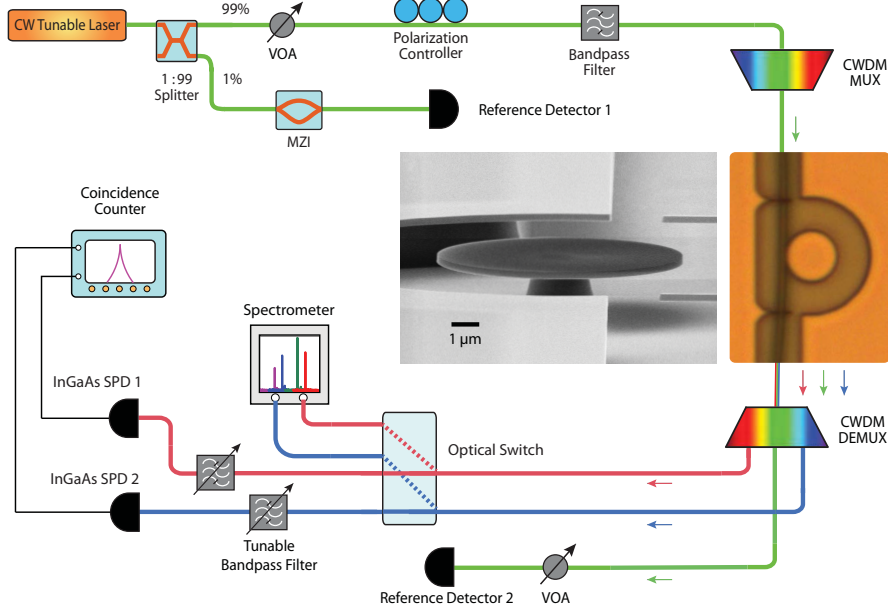 CW Tunable Laser
99%
VOA
Polarization
Controller
Bandpass
Filter
CWDM
MUX
1 : 99
Splitter
1%
MZI
Reference Detector 1
Coincidence
Counter
1 μm
Spectrometer
InGaAs SPD 1
Optical Switch
CWDM
DEMUX
InGaAs SPD 2
Tunable
Bandpass Filter
Reference Detector 2
VOA